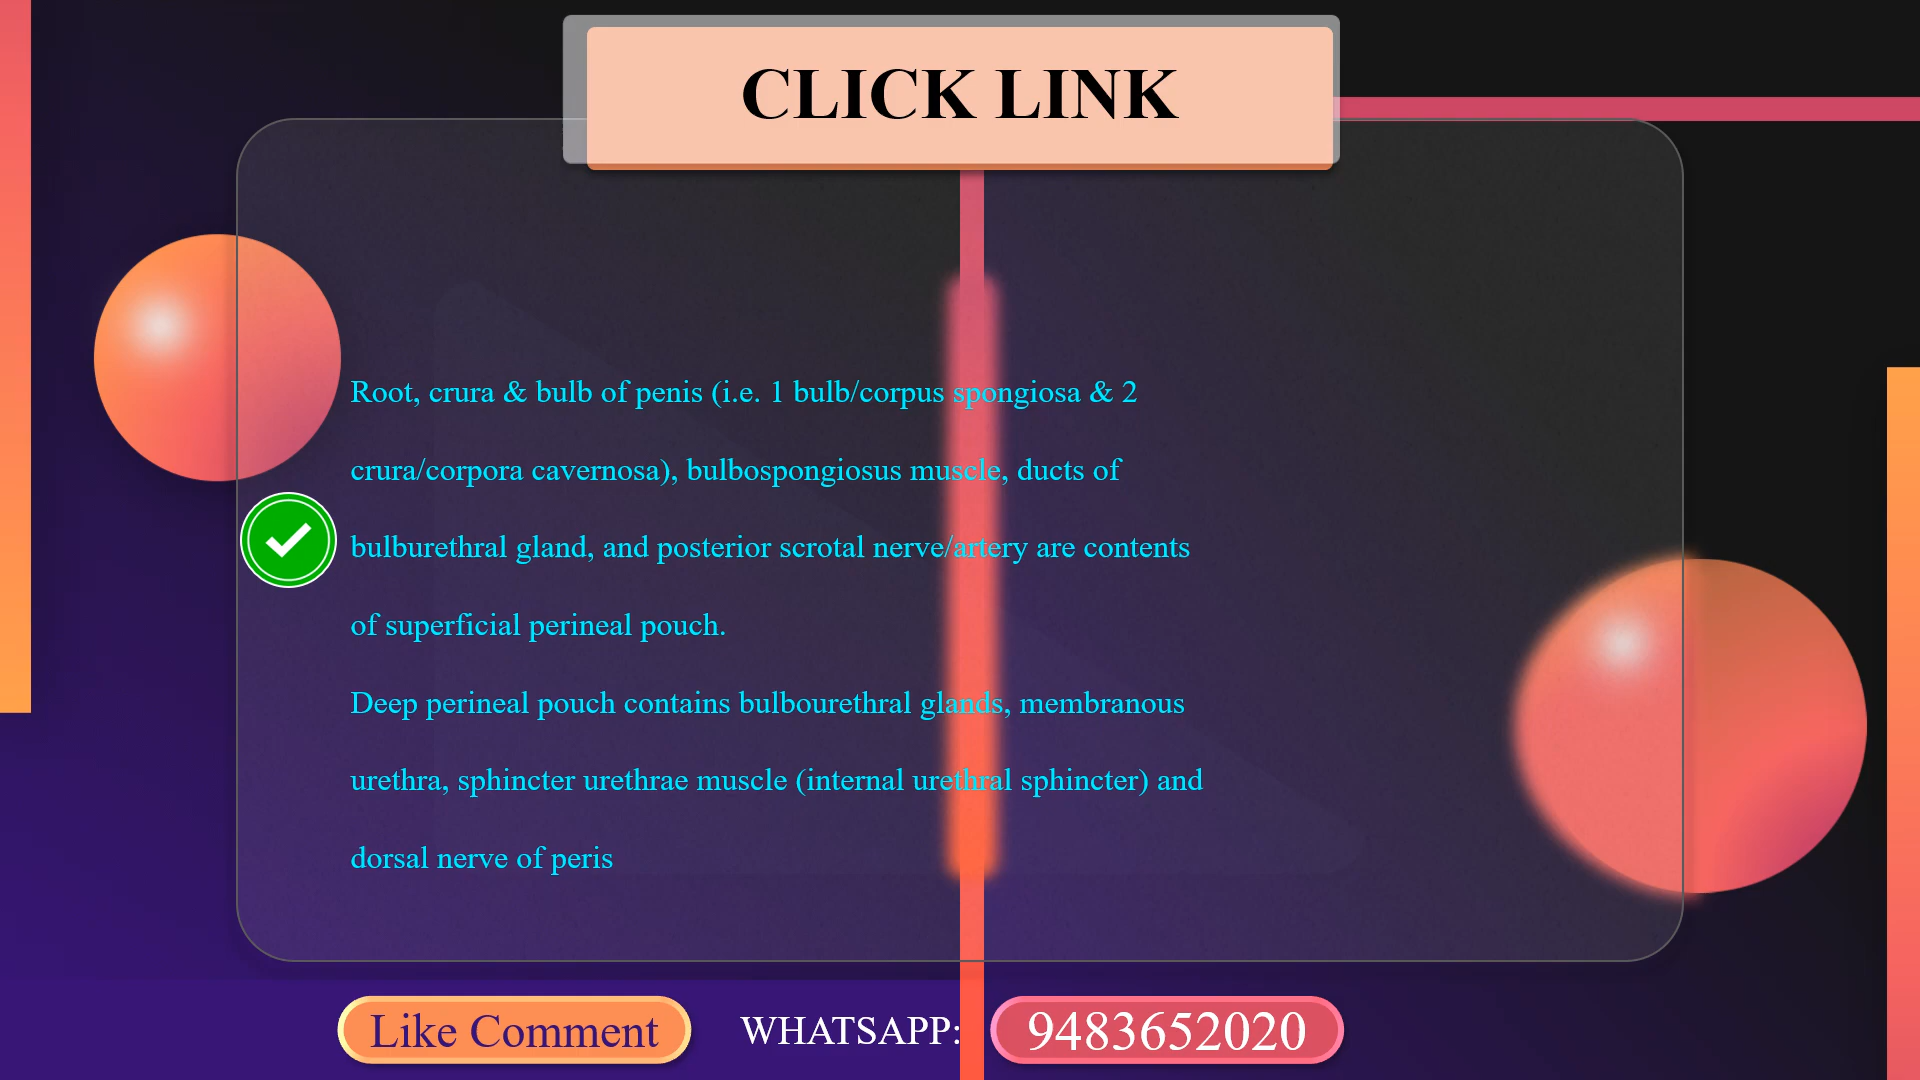 CLICK LINK
Root, crura & bulb of penis (i.e. 1 bulb/corpus spongiosa & 2
crura/corpora cavernosa), bulbospongiosus muscle, ducts of
bulburethral gland, and posterior scrotal nerve/artery are contents
of superficial perineal pouch.
Deep perineal pouch contains bulbourethral glands, membranous
urethra, sphincter urethrae muscle (internal urethral sphincter) and
dorsal nerve of peris
Like Comment WHATSAPP: 9483652020